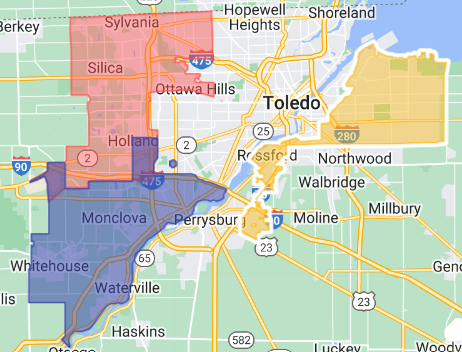 Hopewell
Heights
Shoreland
Berkey
Sylvania
Silica
475
Ottawa Hills
Toledo
25
280
2
Holland
Rossford
Northwood
90
2
475
Walbridge
Monclova
Perrysburg
Moline
Millbury
23
Whitehouse
65
Waterville
23
Haskins
582
Luckey